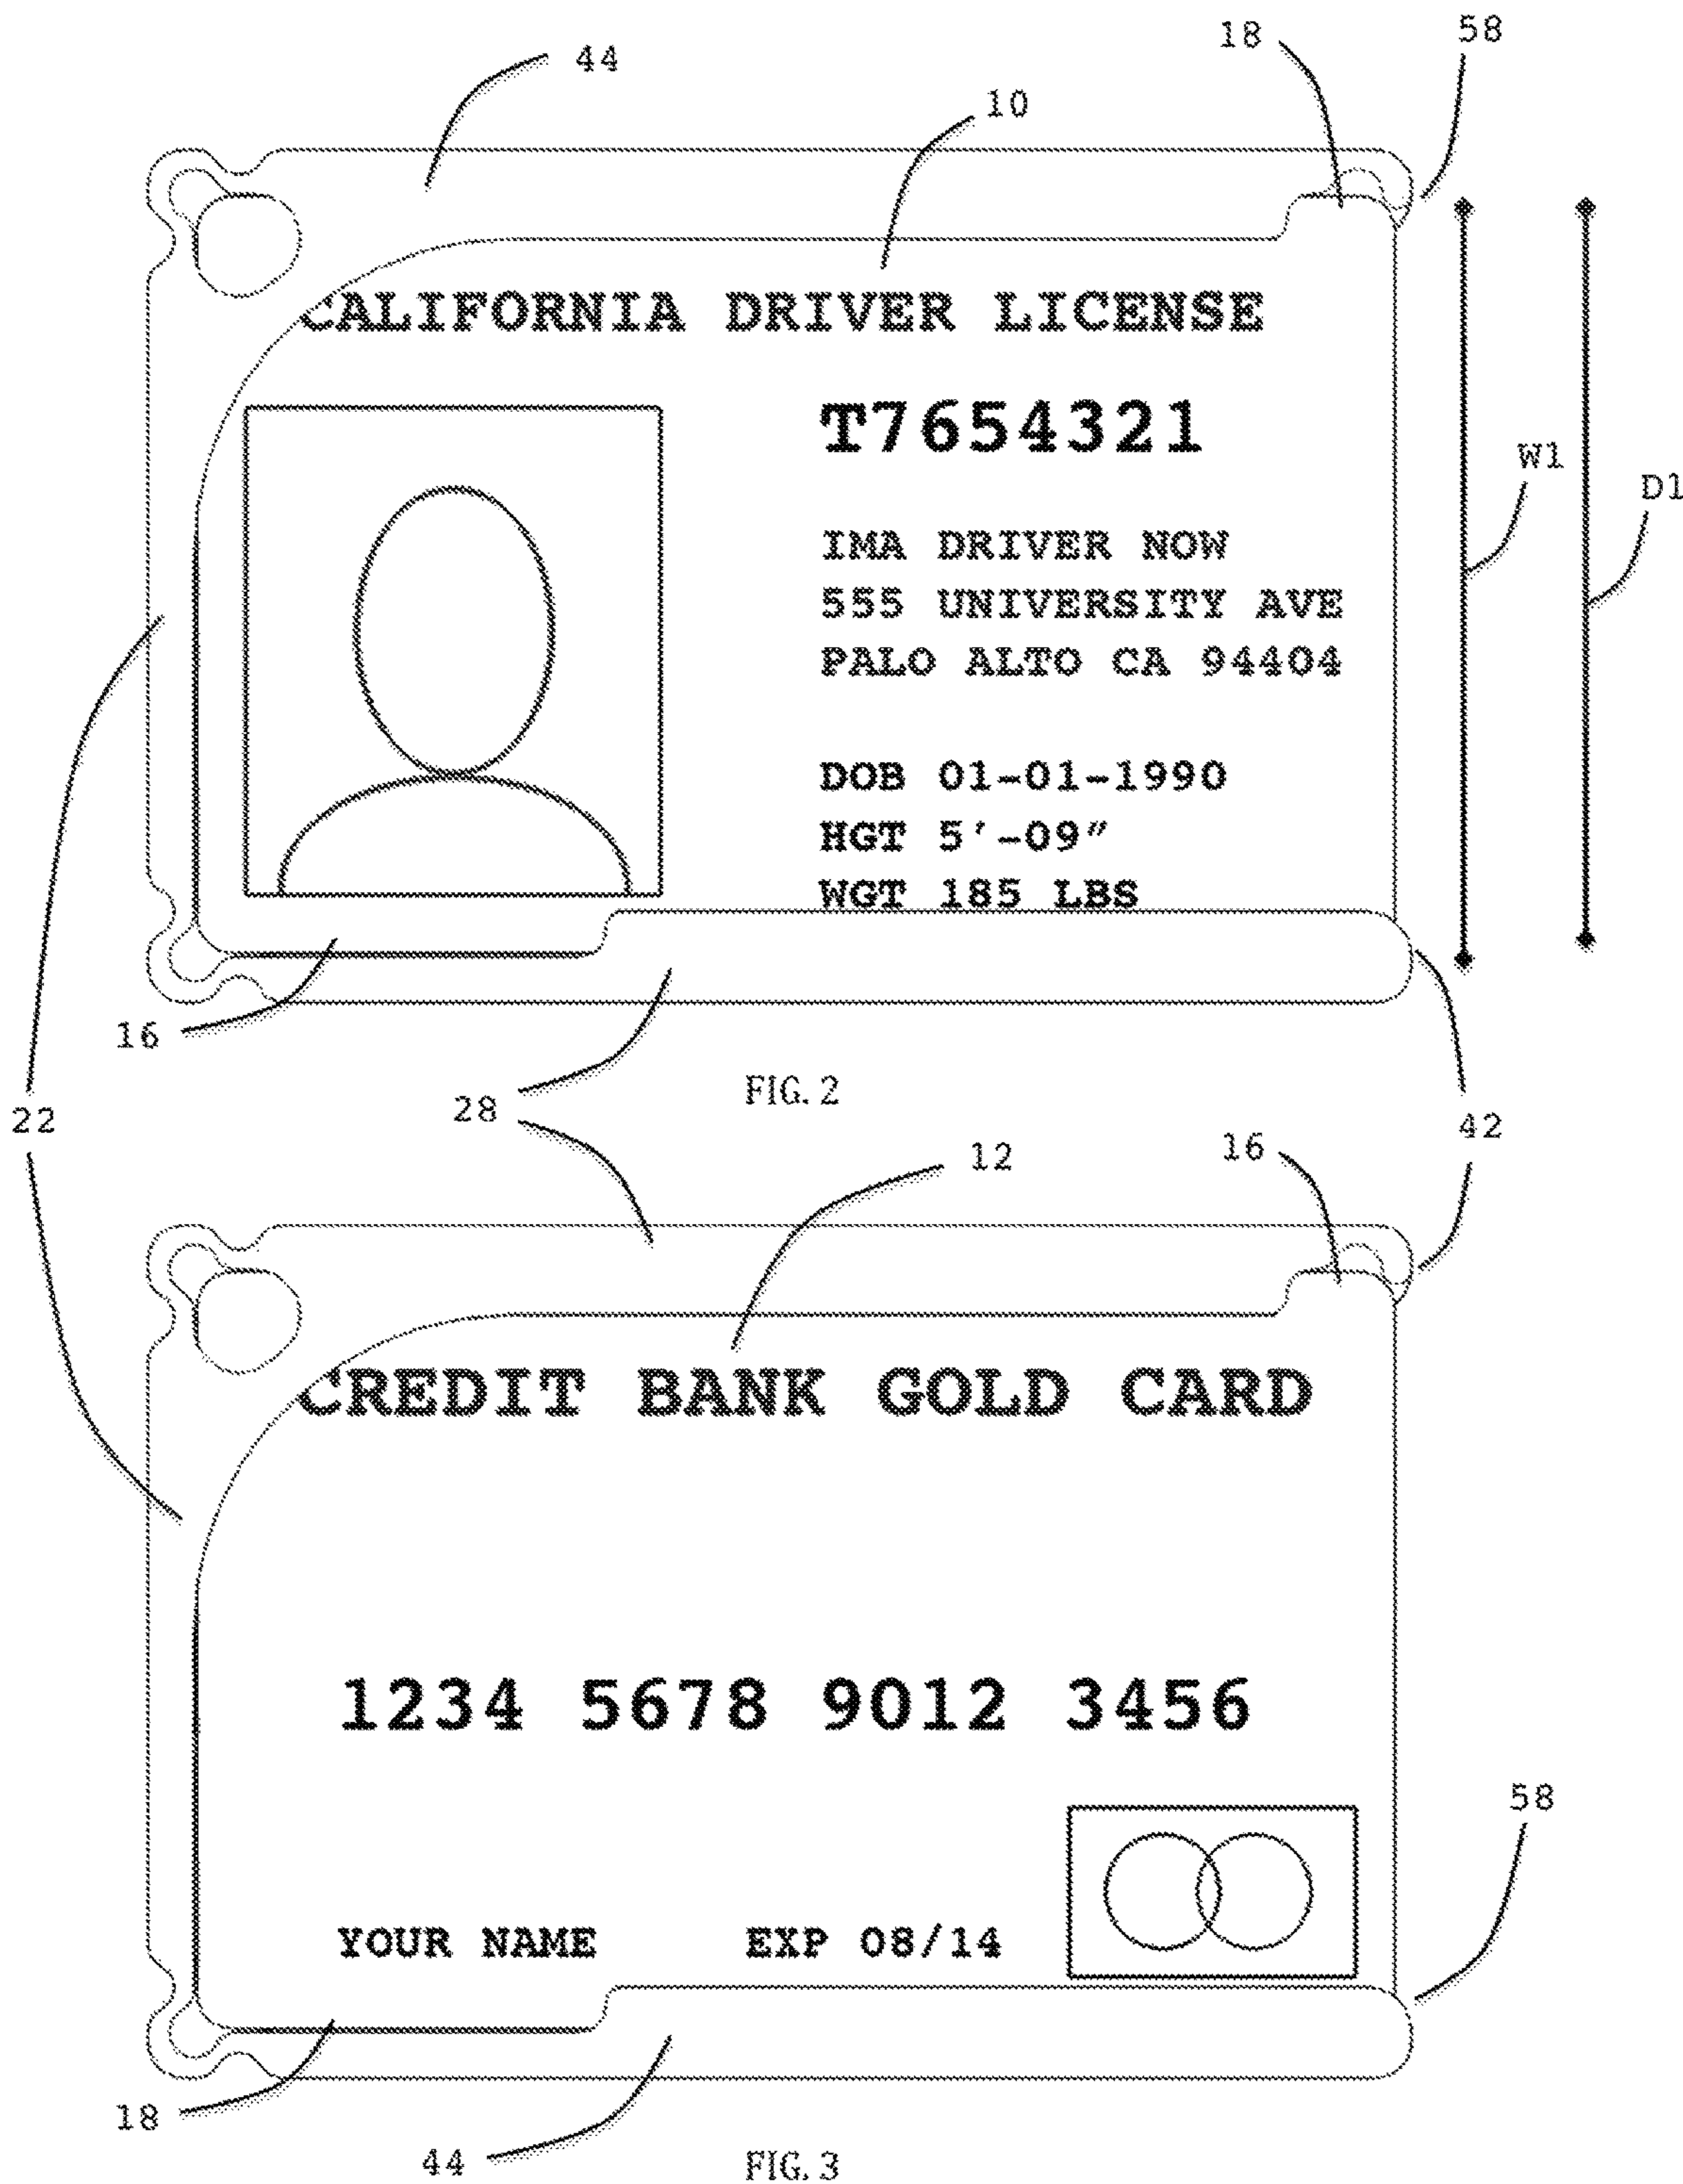 18
58
44
10
CALIFORNIA DRIVER LICENSE
T7654321
W1
D1
IMA DRIVER NOW
555 UNIVERSITY AVE
PALO ALTO CA 94404
DOB 01-01-1990
HGT 5'-09"
WGT 185 LBS
16
28
FIG. 2
22
42
12
16
CREDIT BANK GOLD CARD
1234 5678 9012 3456
58
YOUR NAME EXP 08/14
18
44
FIG. 3